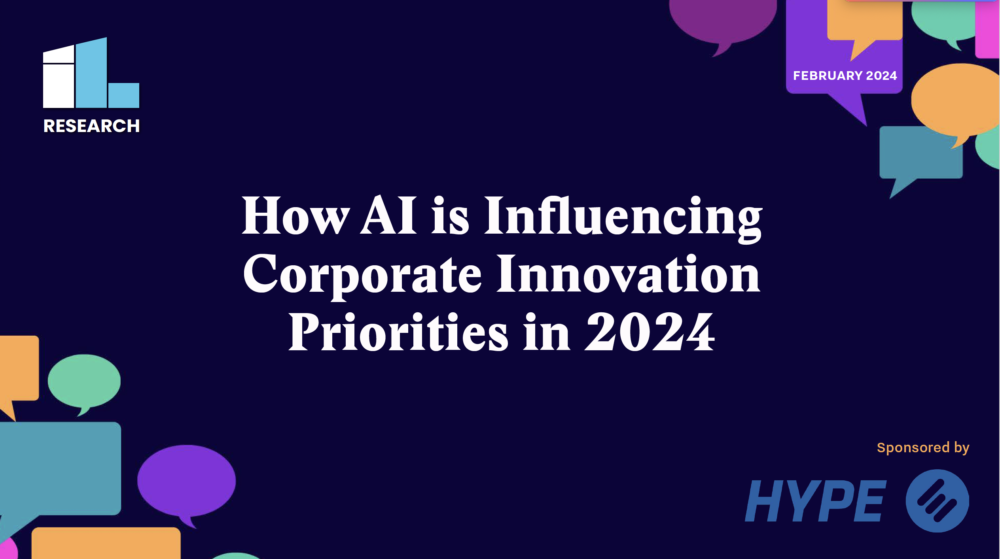 RESEARCH
FEBRUARY 2024
How AI is Influencing
Corporate Innovation
Priorities in 2024
Sponsored by
HYPE